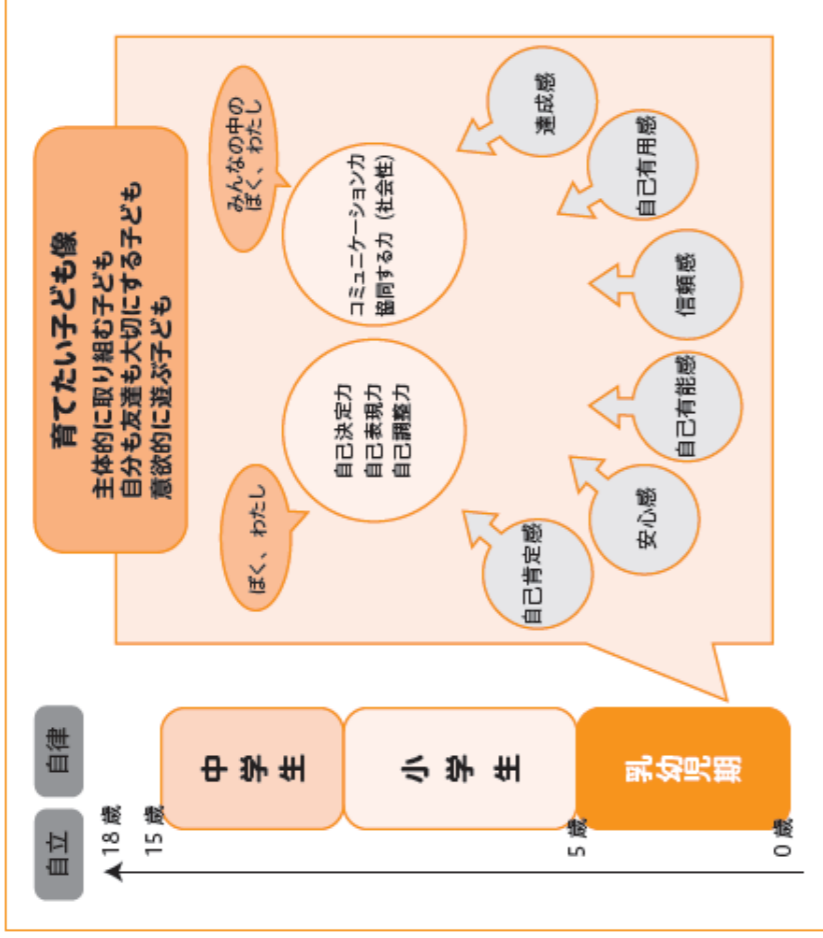 自立
自律
18 歳
15 歳
5 歳
0 歳
中学生
小学生
乳幼児期
育てたい子ども像
主体的に取り組む子ども
自分も友達も大切にする子ども
意欲的に遊ぶ子ども
ぼく、わたし
みんなの中の
ぼく、わたし
自己決定力
自己表現力
自己調整力
コミュニケーション力
協同する力（社会性）
自己肯定感
安心感
自己有能感
信頼感
自己有用感
達成感